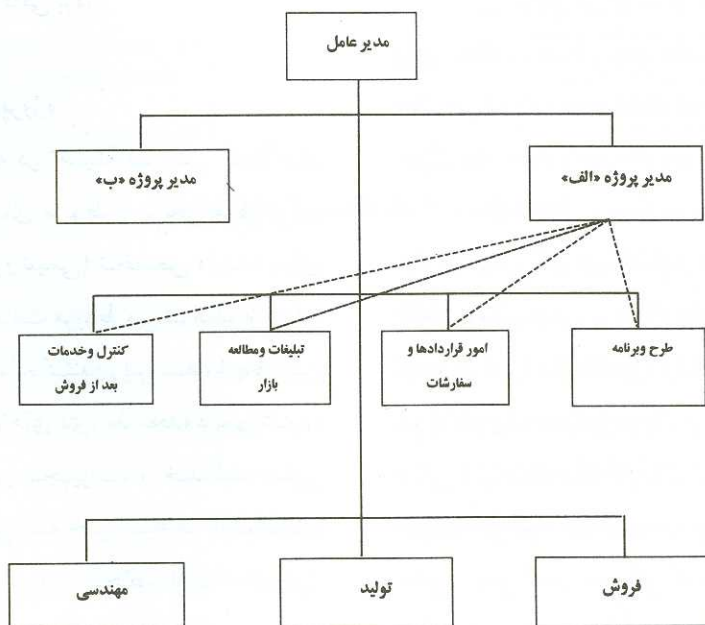 مدیر عامل
مدیر پروژه «الف»
مدیر پروژه «ب»
طرح وبرنامه
امور قراردادها و
سفارشات
تبلیغات ومطالعه
بازار
کنترل وخدمات
بعد از فروش
فروش
تولید
مهندسی